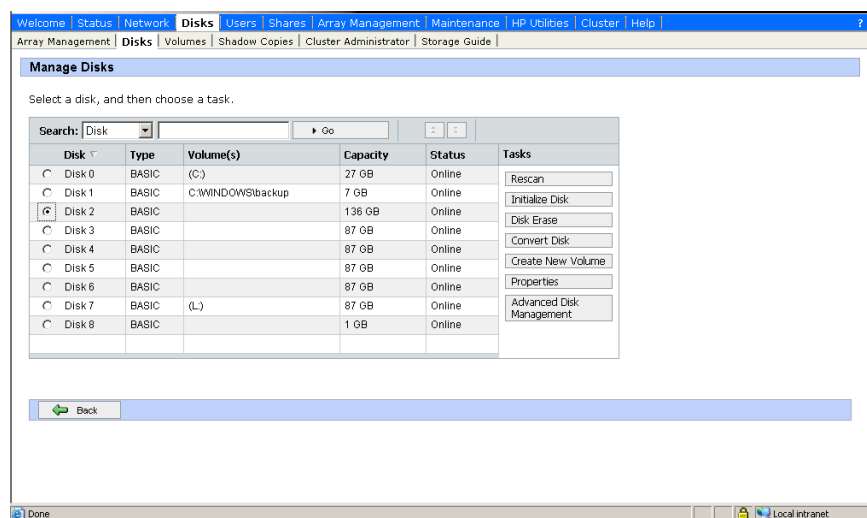 Welcome | Status | Network | Disks | Users | Shares | Array Management | Maintenance | HP Utilities | Cluster | Help | ?
Array Management | Disks | Volumes | Shadow Copies | Cluster Administrator | Storage Guide |
Manage Disks
Select a disk, and then choose a task.
Search: Disk Go
Disk Type Volume(s) Capacity Status Tasks
Disk 0 BASIC (C:) 27 GB Online
Disk 1 BASIC C:\WINDOWS\backup 7 GB Online
Disk 2 BASIC 136 GB Online
Disk 3 BASIC 87 GB Online
Disk 4 BASIC 87 GB Online
Disk 5 BASIC 87 GB Online
Disk 6 BASIC 87 GB Online
Disk 7 BASIC (L:) 87 GB Online
Disk 8 BASIC 1 GB Online
Rescan
Initialize Disk
Disk Erase
Convert Disk
Create New Volume
Properties
Advanced Disk
Management
Back
Done Local intranet